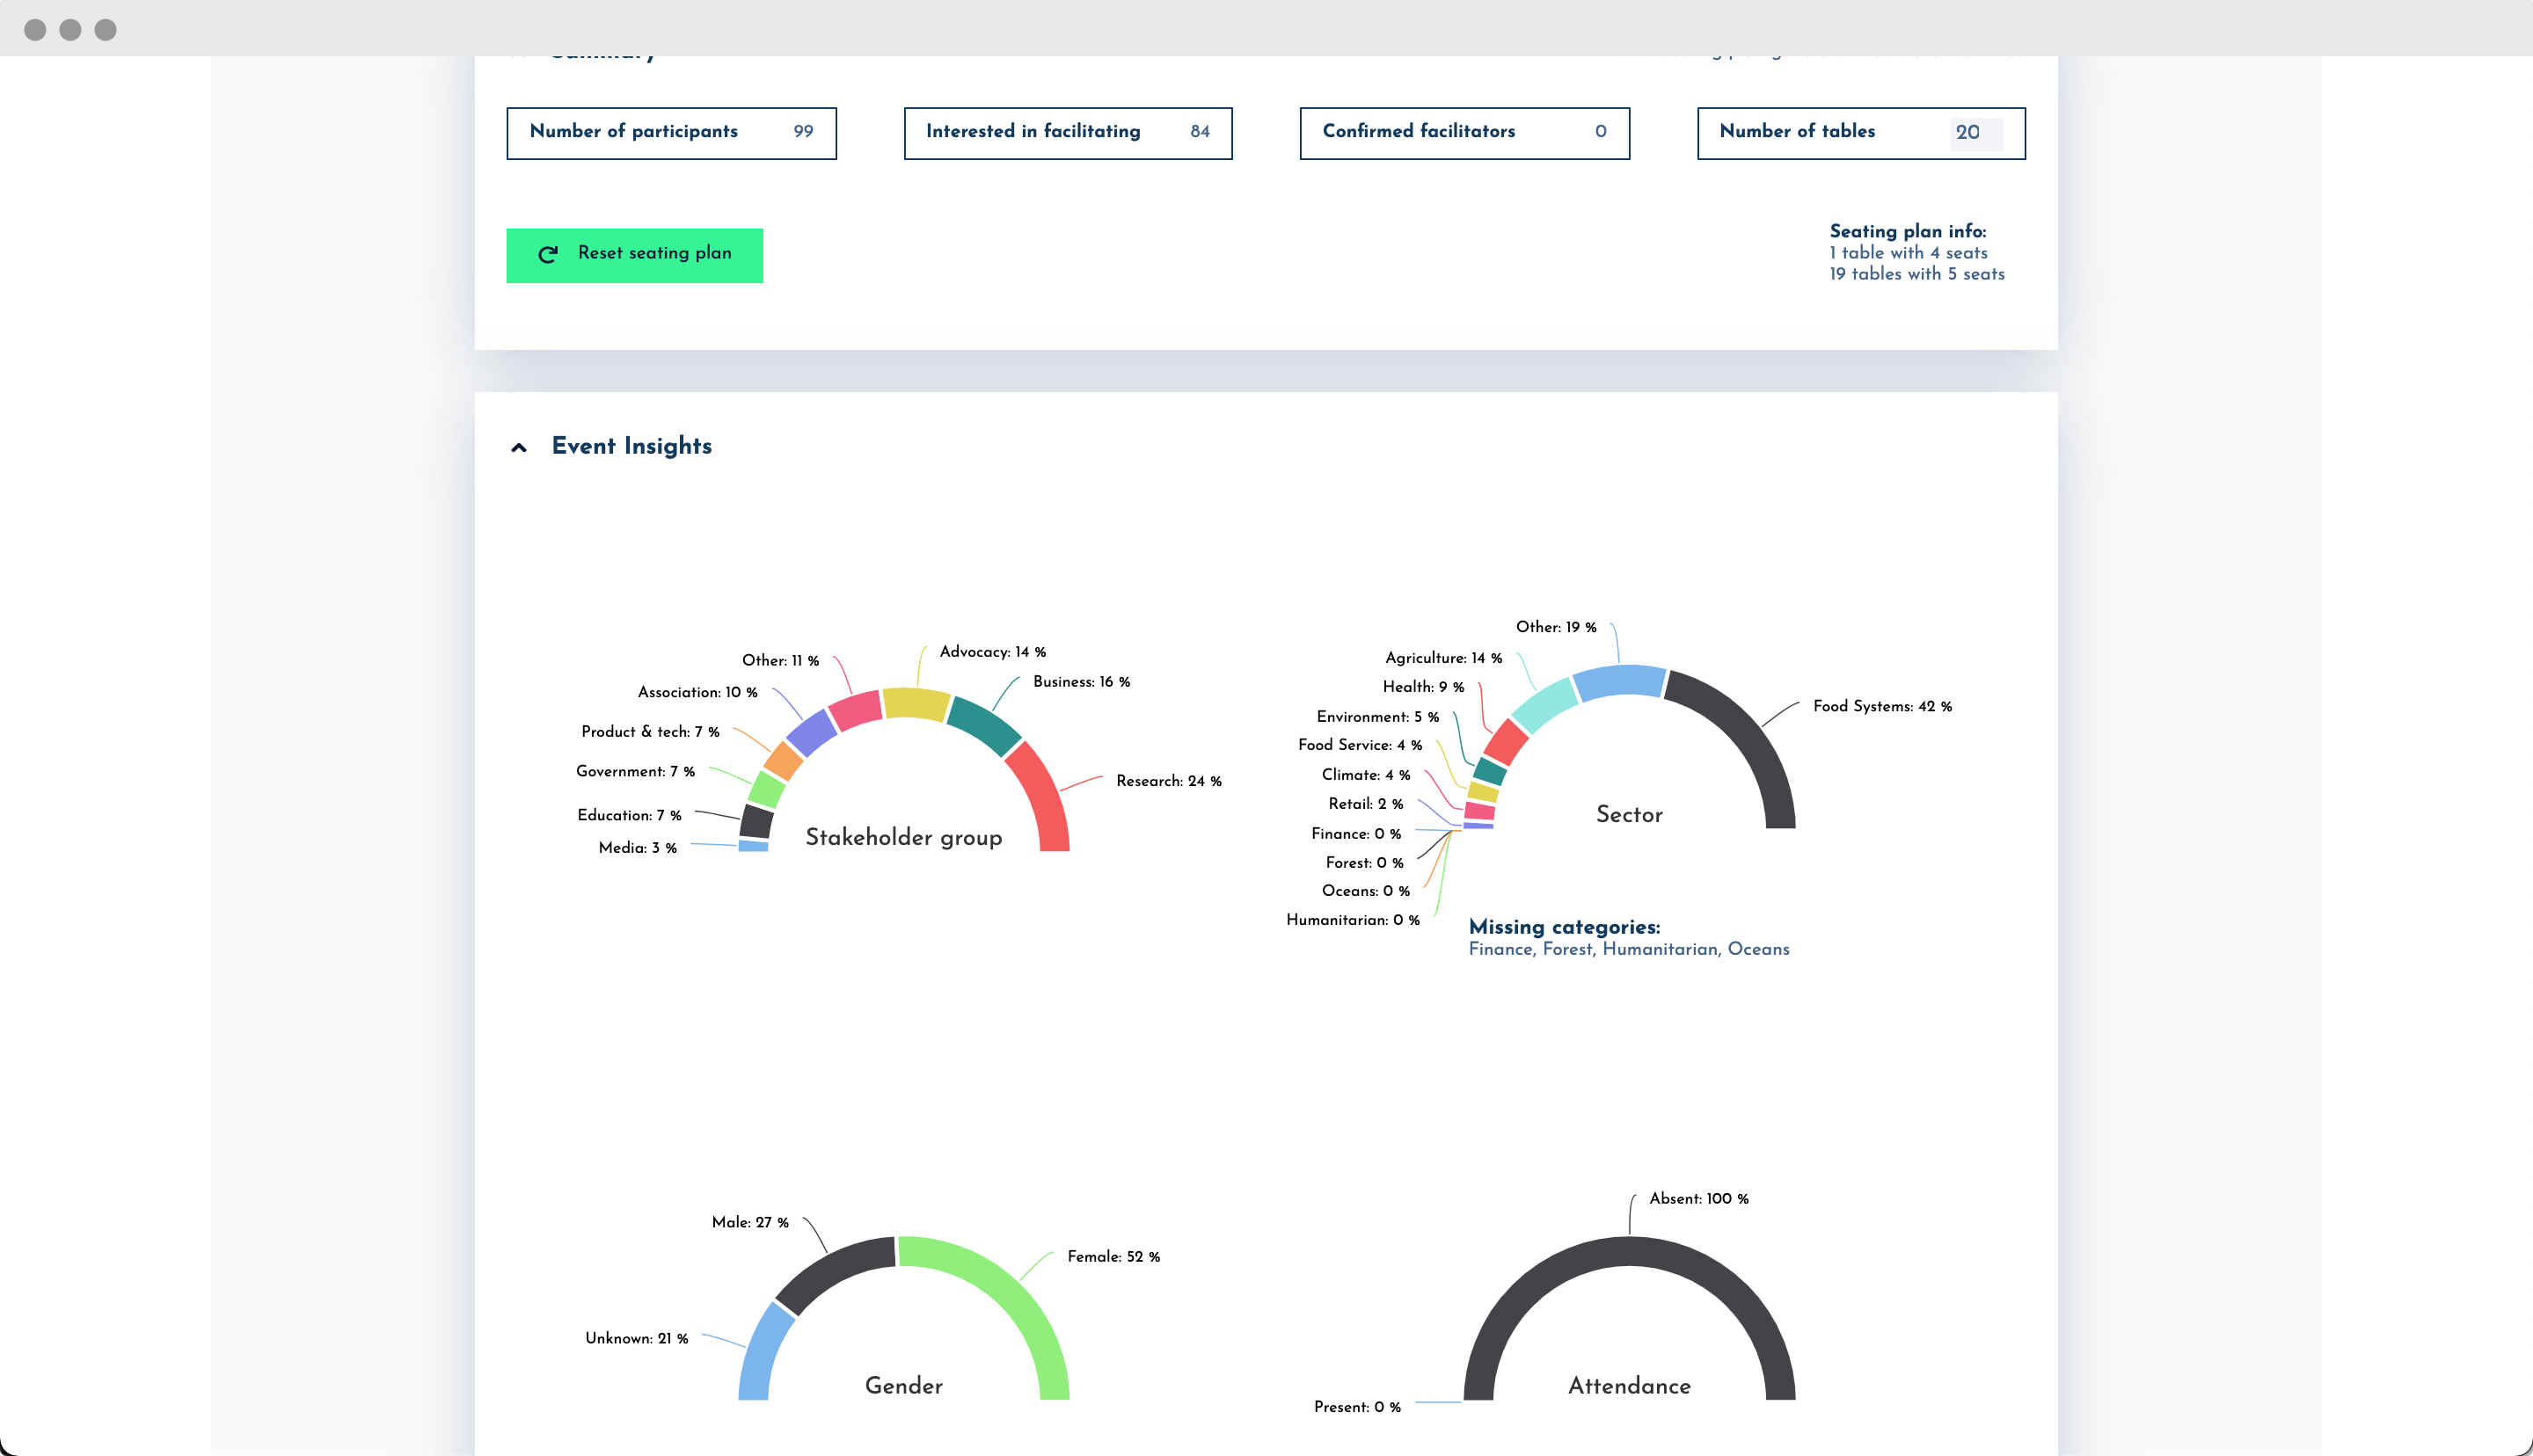 Summary
Number of participants 99
Interested in facilitating 84
Confirmed facilitators 0
Number of tables 20
Reset seating plan
Seating plan info:
1 table with 4 seats
19 tables with 5 seats
Event Insights
Other: 11 %
Advocacy: 14 %
Business: 16 %
Association: 10 %
Product & tech: 7 %
Government: 7 %
Research: 24 %
Education: 7 %
Media: 3 %
Stakeholder group
Other: 19 %
Agriculture: 14 %
Health: 9 %
Food Systems: 42 %
Environment: 5 %
Food Service: 4 %
Climate: 4 %
Retail: 2 %
Finance: 0 %
Forest: 0 %
Oceans: 0 %
Humanitarian: 0 %
Sector
Missing categories:
Finance, Forest, Humanitarian, Oceans
Male: 27 %
Female: 52 %
Unknown: 21 %
Gender
Absent: 100 %
Present: 0 %
Attendance